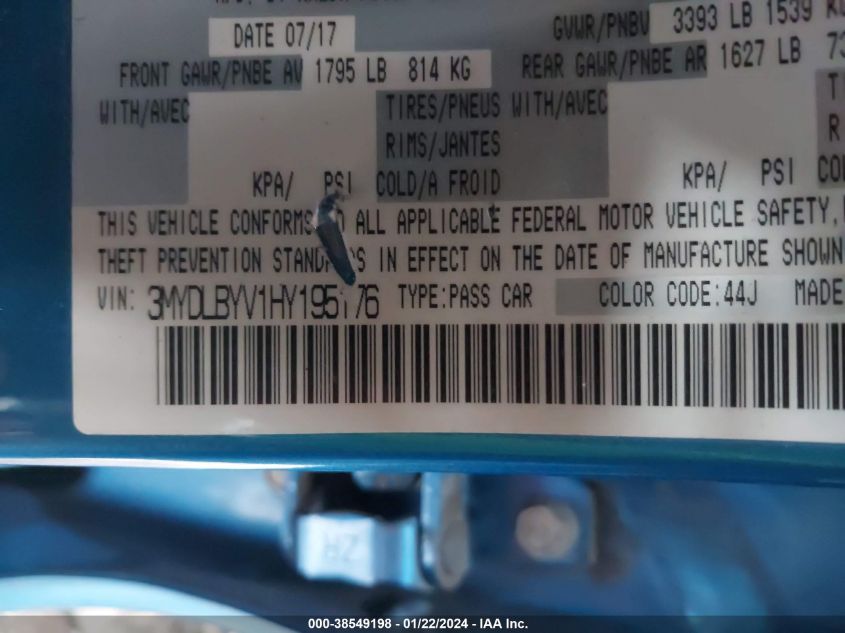 DATE 07/17
GVWR/PNBV 3393 LB 1539
FRONT GAWR/PNBE AV 1795 LB 814 KG
REAR GAWR/PNBE AR 1627 LB
WITH/AVEC TIRES/PNEUS WITH/AVEC
RIMS/JANTES
KPA/ PSI COLD/A FROID KPA/ PSI
THIS VEHICLE CONFORMS ALL APPLICABLE FEDERAL MOTOR VEHICLE SAFETY,
THEFT PREVENTION STANDARDS IN EFFECT ON THE DATE OF MANUFACTURE SHOWN
VIN: 3MYDLBYV1HY195176 TYPE:PASS CAR COLOR CODE:44J MADE
000-38549198 - 01/22/2024 - IAA Inc.